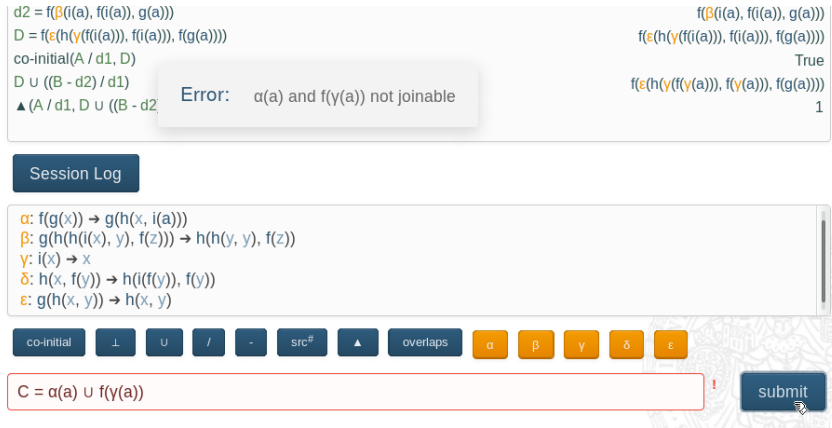 d2 = f(β(i(a), f(i(a)), g(a)))
f(β(i(a), f(i(a)), g(a)))
D = f(ε(h(γ(f(i(a))), f(i(a)), f(g(a))))
f(ε(h(γ(f(i(a))), f(i(a))), f(g(a))))
co-initial(A / d1, D)
True
D ∪ ((B - d2) / d1)
f(ε(h(γ(f(γ(a))), f(γ(a))), f(g(a))))
▲(A / d1, D ∪ ((B - d2
1
Error: α(a) and f(γ(a)) not joinable
Session Log
α: f(g(x)) ➔ g(h(x, i(a)))
β: g(h(h(i(x), y), f(z))) ➔ h(h(y, y), f(z))
γ: i(x) ➔ x
δ: h(x, f(y)) ➔ h(i(f(y)), f(y))
ε: g(h(x, y)) ➔ h(x, y)
co-initial ⊥ ∪ / - src# ▲ overlaps α β γ δ ε
C = α(a) ∪ f(γ(a)) ! submit